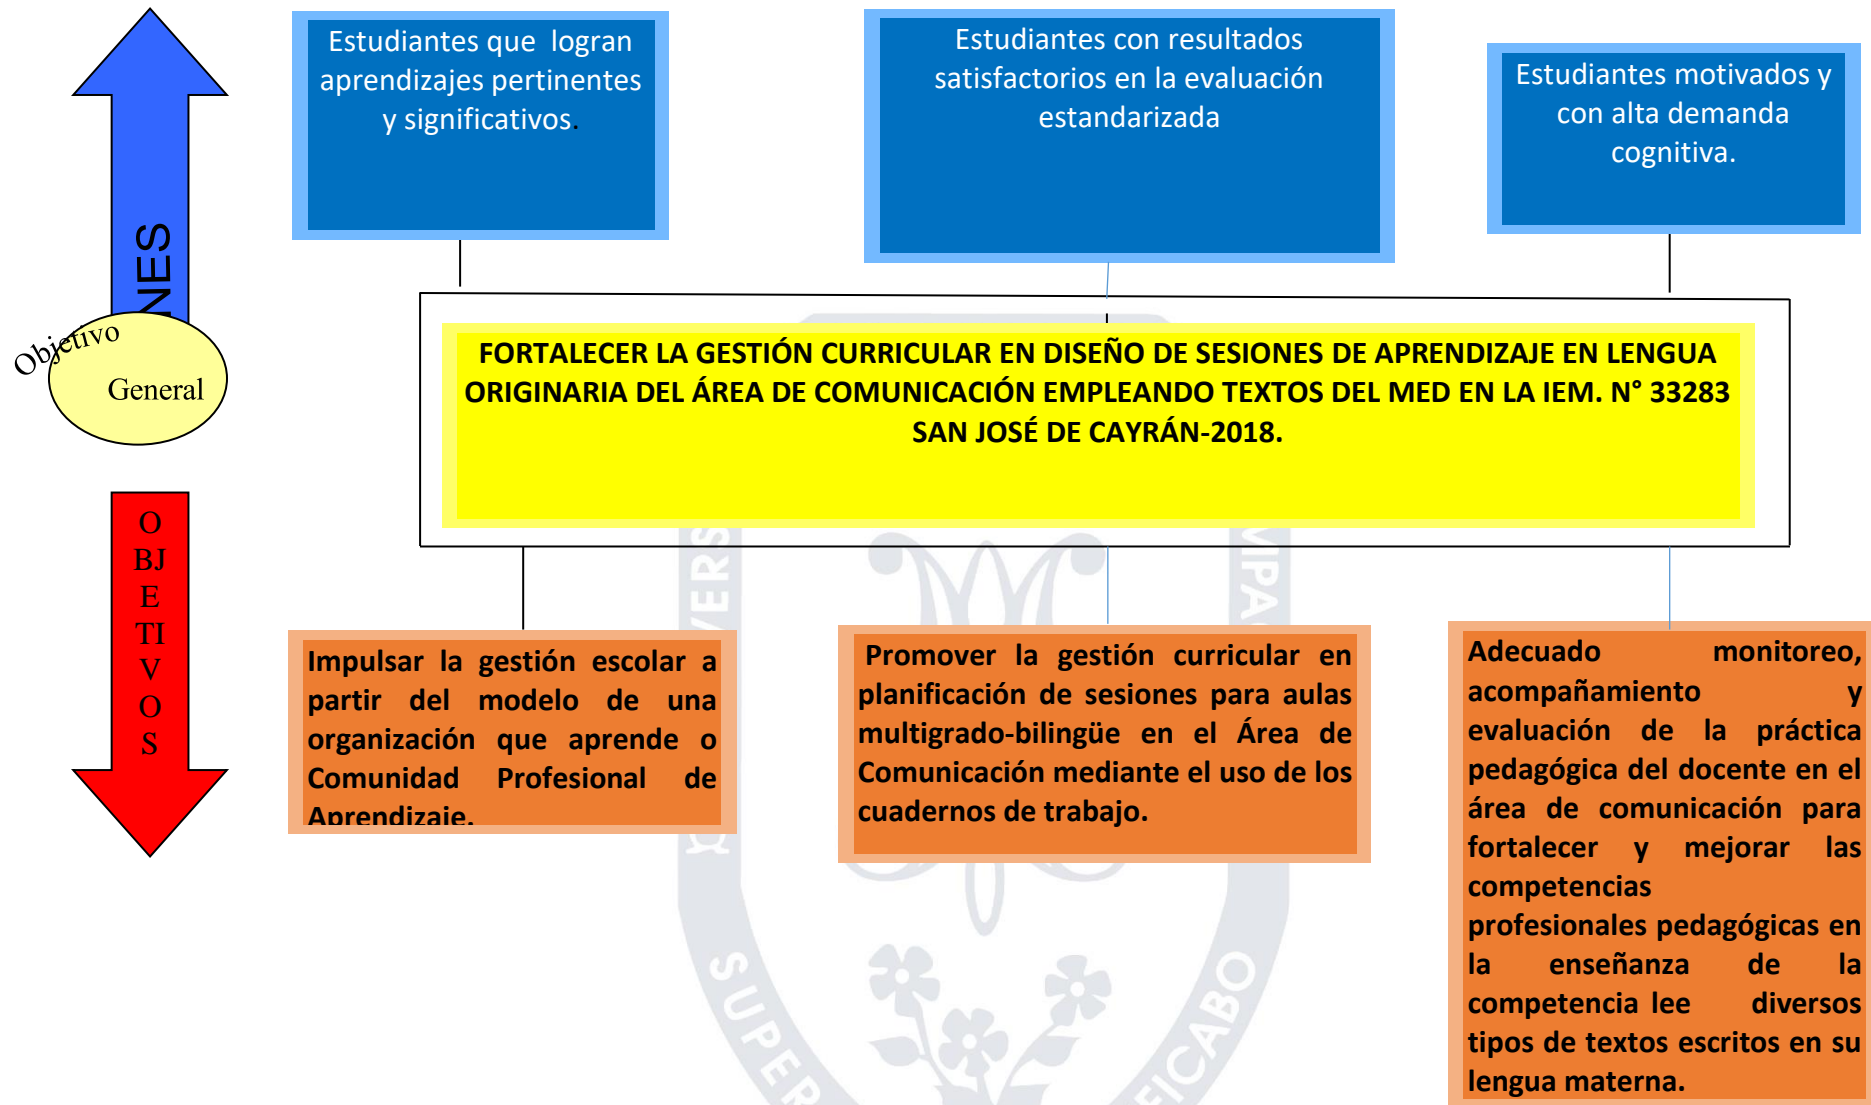 Estudiantes que logran
aprendizajes pertinentes
y significativos.
Estudiantes con resultados
satisfactorios en la evaluación
estandarizada
Estudiantes motivados y
con alta demanda
cognitiva.
NES
Objetivo
General
FORTALECER LA GESTIÓN CURRICULAR EN DISEÑO DE SESIONES DE APRENDIZAJE EN LENGUA
ORIGINARIA DEL ÁREA DE COMUNICACIÓN EMPLEANDO TEXTOS DEL MED EN LA IEM. N° 33283
SAN JOSÉ DE CAYRÁN-2018.
O
BJ
E
TI
V
O
S
Impulsar la gestión escolar a
partir del modelo de una
organización que aprende o
Comunidad Profesional de
Aprendizaje.
Promover la gestión curricular en
planificación de sesiones para aulas
multigrado-bilingüe en el Área de
Comunicación mediante el uso de los
cuadernos de trabajo.
Adecuado monitoreo,
acompañamiento y
evaluación de la práctica
pedagógica del docente en el
área de comunicación para
fortalecer y mejorar las
competencias
profesionales pedagógicas en
la enseñanza de la
competencia lee diversos
tipos de textos escritos en su
lengua materna.